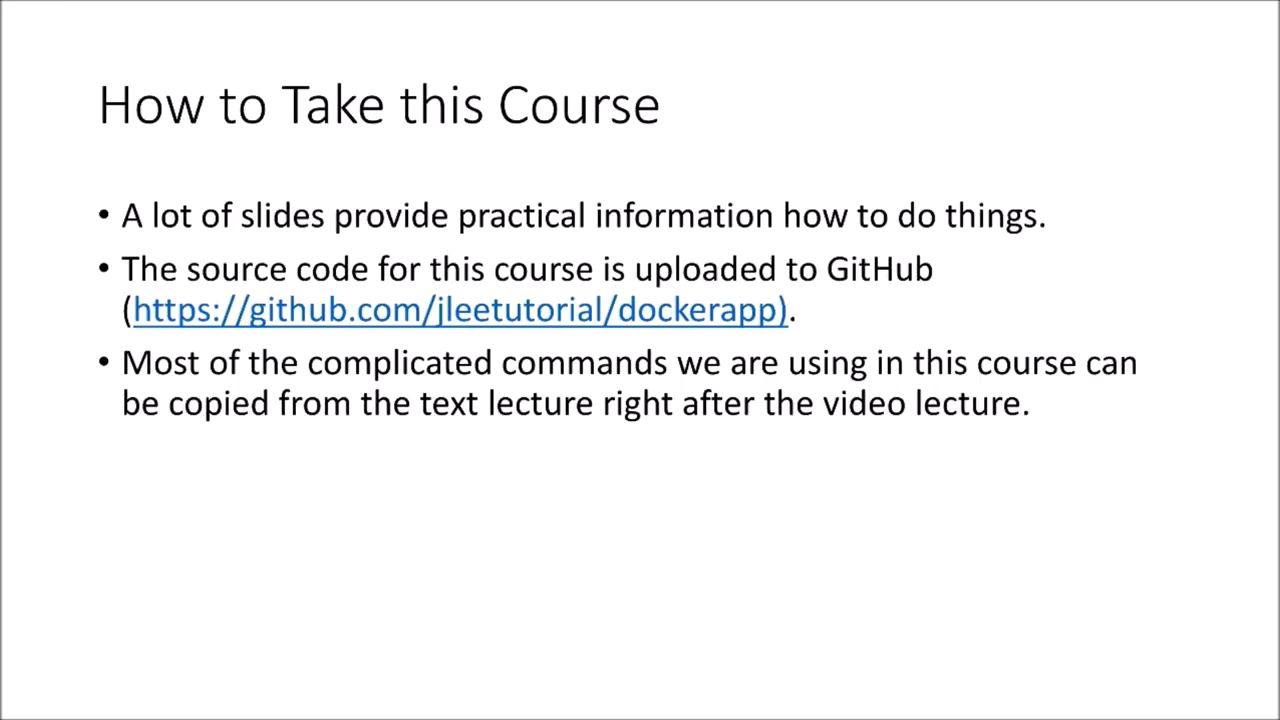 How to Take this Course
• A lot of slides provide practical information how to do things.
• The source code for this course is uploaded to GitHub
(https://github.com/jleetutorial/dockerapp).
• Most of the complicated commands we are using in this course can
be copied from the text lecture right after the video lecture.